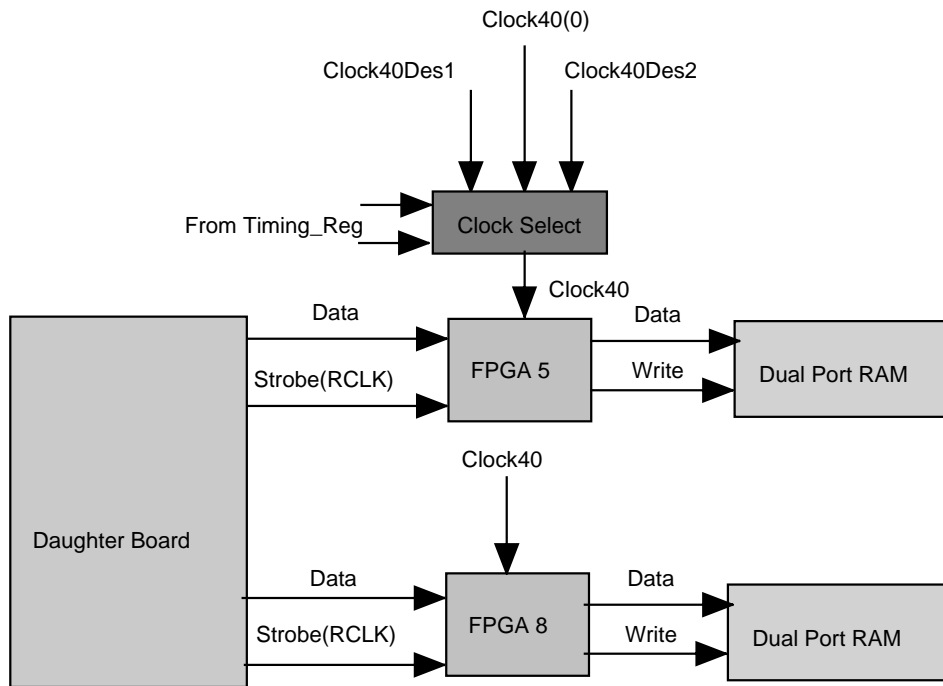 Clock40(0)
Clock40Des1
Clock40Des2
From Timing_Reg
Clock Select
Clock40
Data
Data
FPGA 5
Strobe(RCLK)
Write
Dual Port RAM
Clock40
Daughter Board
Data
Data
FPGA 8
Strobe(RCLK)
Write
Dual Port RAM